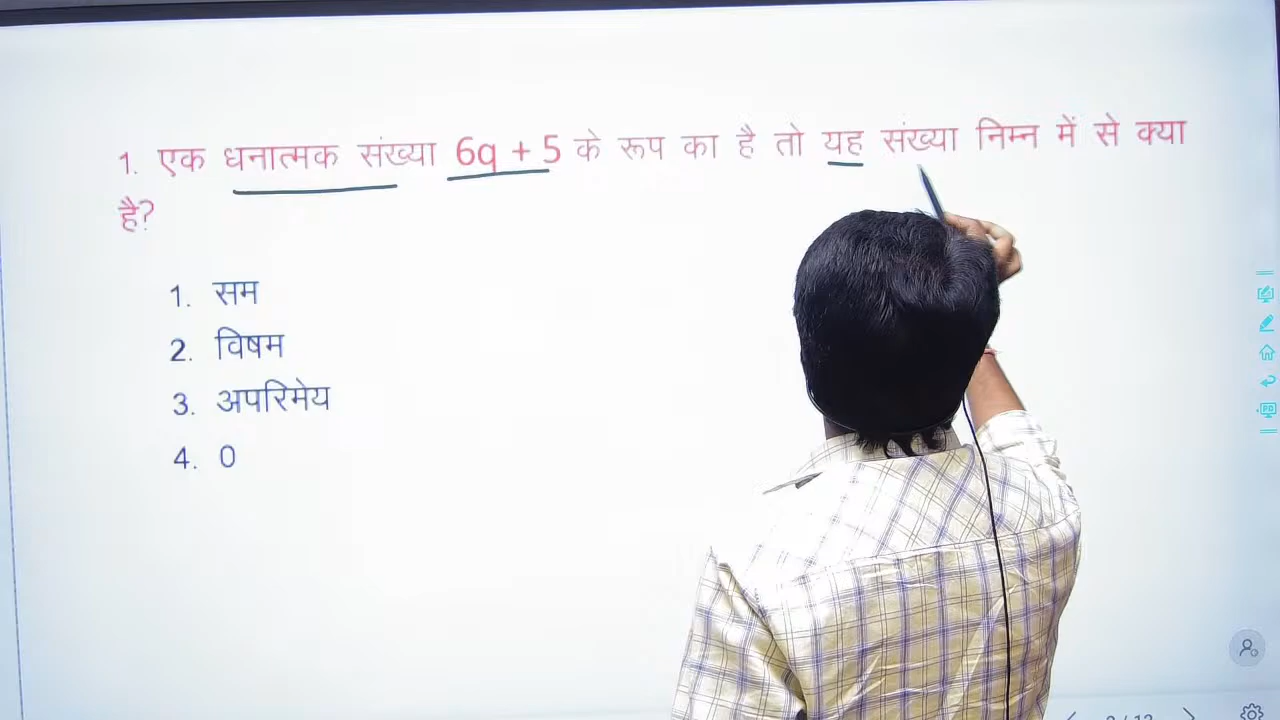 1. एक धनात्मक संख्या 6q + 5 के रूप का है तो यह संख्या निम्न में से क्या
है?
1. सम
2. विषम
3. अपरिमेय
4. 0